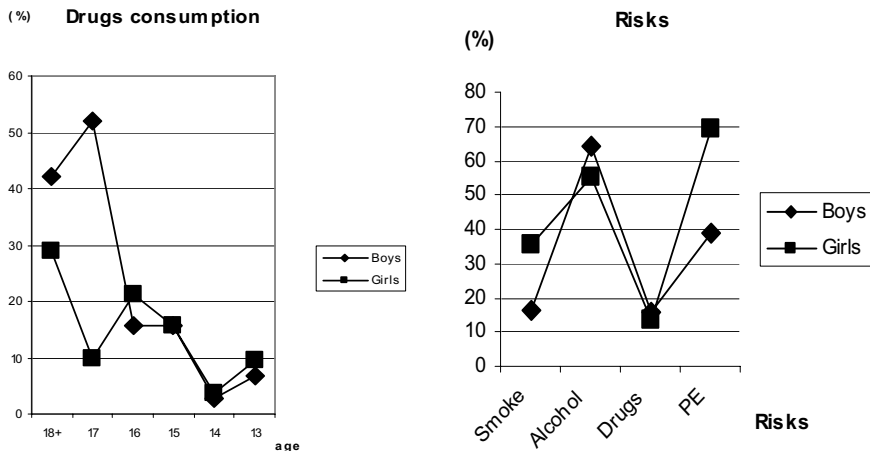 (%) Drugs consumption
60
50
40
30
20
10
0
18+ 17 16 15 14 13
age
Boys
Girls
Risks
(%)
80
70
60
50
40
30
20
10
0
Smoke Alcohol Drugs PE
Risks
Boys
Girls